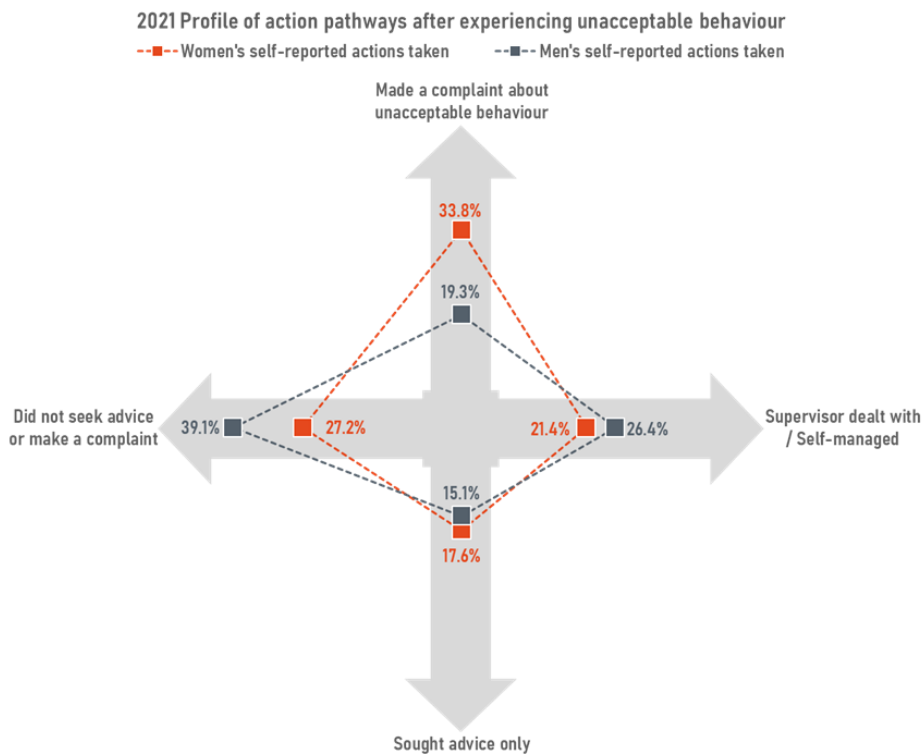 2021 Profile of action pathways after experiencing unacceptable behaviour
Women's self-reported actions taken
Men's self-reported actions taken
Made a complaint about
unacceptable behaviour
33.8%
19.3%
Did not seek advice
or make a complaint
39.1%
27.2%
21.4%
26.4%
Supervisor dealt with
/ Self-managed
15.1%
17.6%
Sought advice only